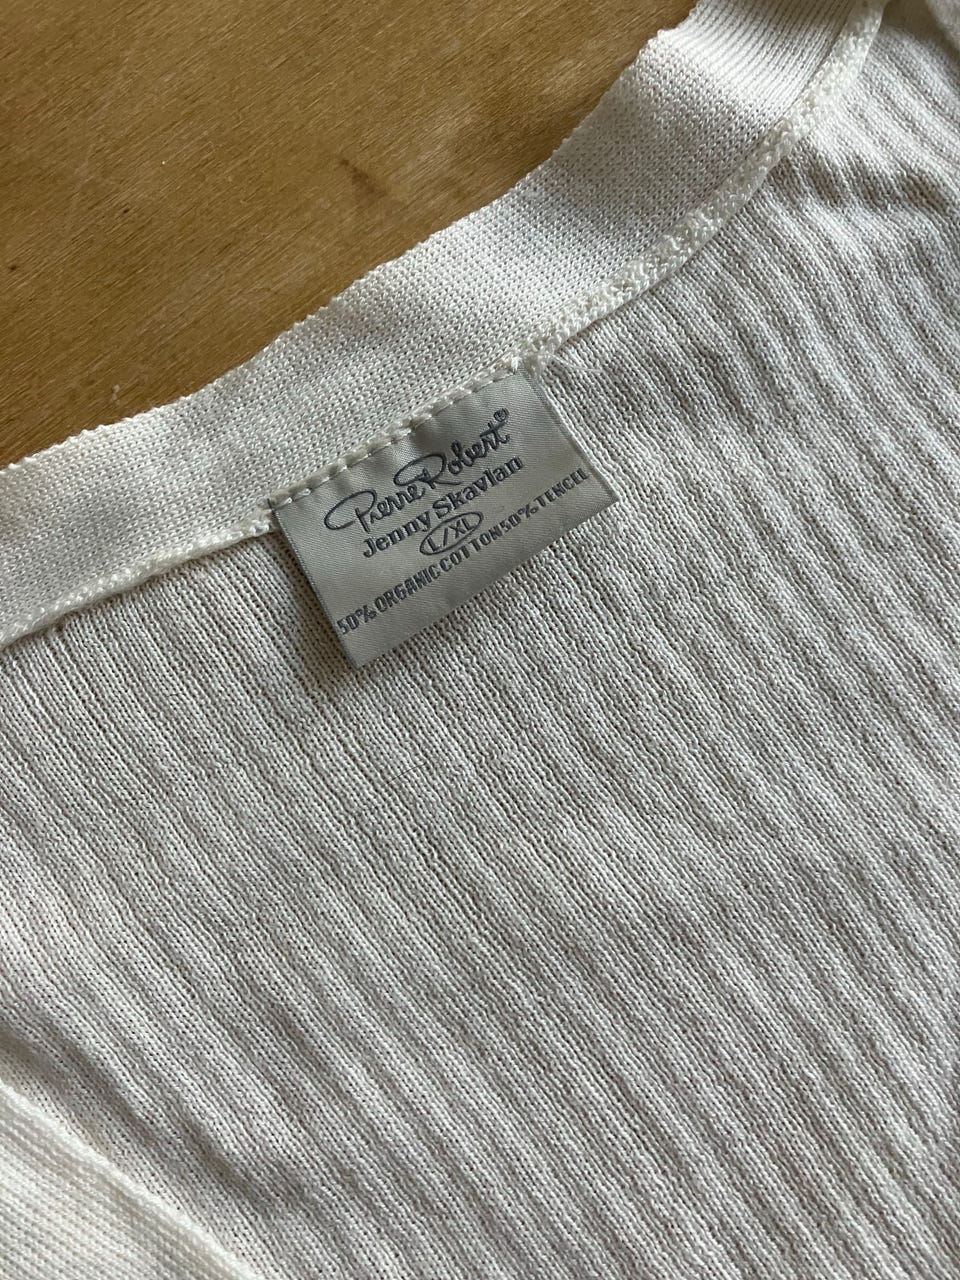 Pierre Robert®
Jenny Skavlan
L/XL
50% ORGANIC COTTON 50% TENCEL